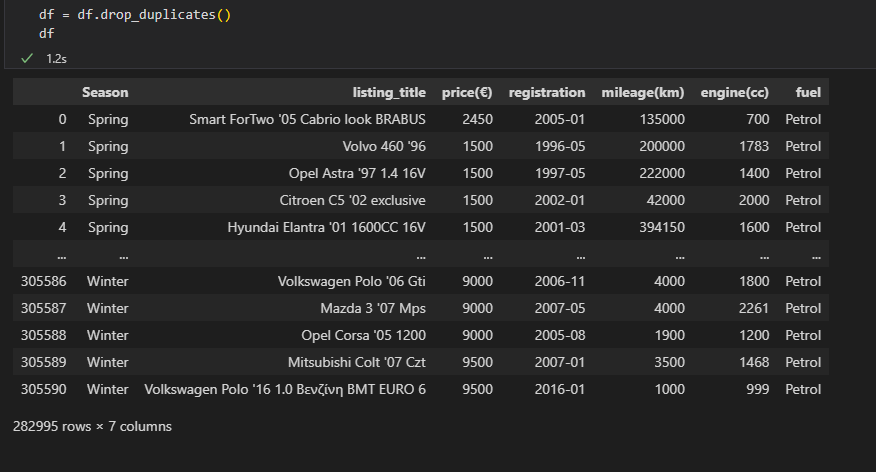 df = df.drop_duplicates()
df
1.2s
Season listing_title price(€) registration mileage(km) engine(cc) fuel
0 Spring Smart ForTwo '05 Cabrio look BRABUS 2450 2005-01 135000 700 Petrol
1 Spring Volvo 460 '96 1500 1996-05 200000 1783 Petrol
2 Spring Opel Astra '97 1.4 16V 1500 1997-05 222000 1400 Petrol
3 Spring Citroen C5 '02 exclusive 1500 2002-01 42000 2000 Petrol
4 Spring Hyundai Elantra '01 1600CC 16V 1500 2001-03 394150 1600 Petrol
... ... ... ... ... ... ... ...
305586 Winter Volkswagen Polo '06 Gti 9000 2006-11 4000 1800 Petrol
305587 Winter Mazda 3 '07 Mps 9000 2007-05 4000 2261 Petrol
305588 Winter Opel Corsa '05 1200 9000 2005-08 1900 1200 Petrol
305589 Winter Mitsubishi Colt '07 Czt 9500 2007-01 3500 1468 Petrol
305590 Winter Volkswagen Polo '16 1.0 Βενζίνη BMT EURO 6 9500 2016-01 1000 999 Petrol
282995 rows × 7 columns